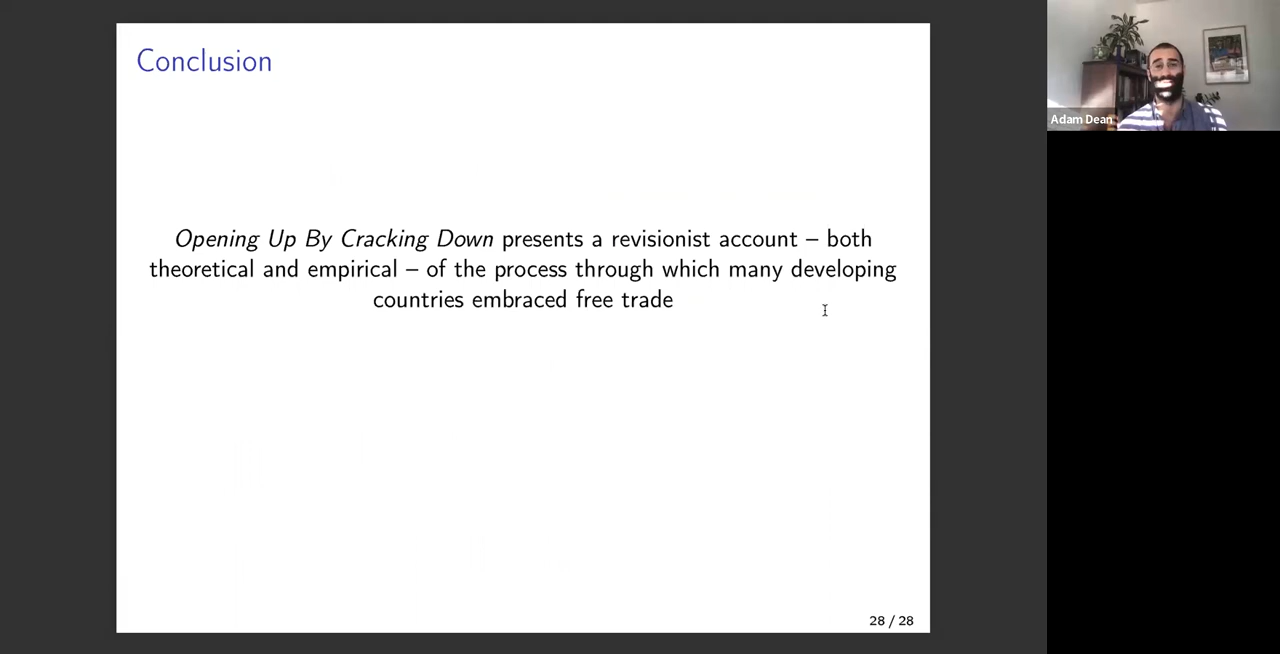 Conclusion
Opening Up By Cracking Down presents a revisionist account – both
theoretical and empirical – of the process through which many developing
countries embraced free trade
28 / 28
Adam Dean